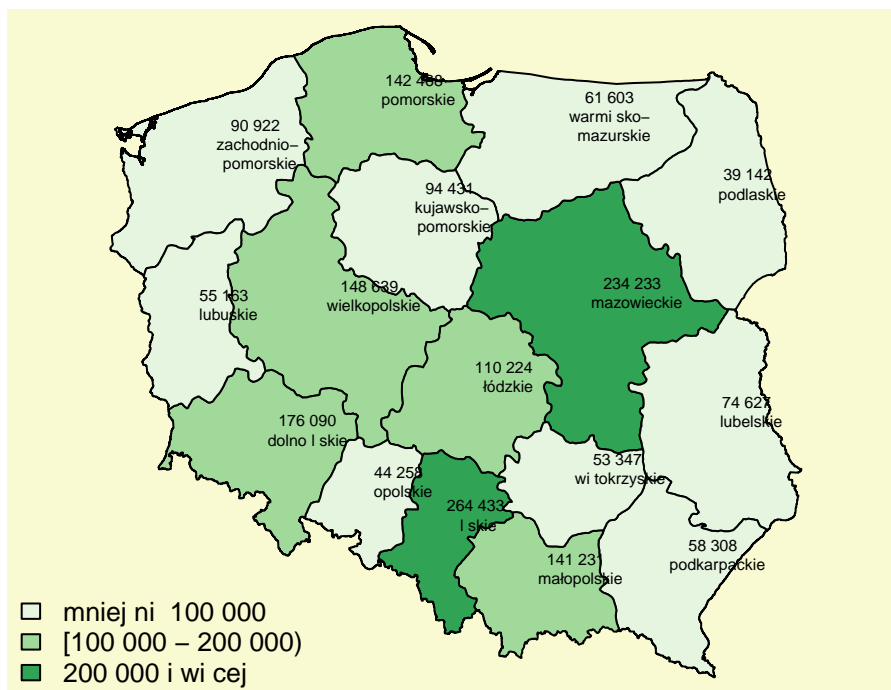 142
pomorskie
61 603
warmi sko–
mazurskie
90 922
zachodnio–
pomorskie
39 142
podlaskie
94 431
kujawsko–
pomorskie
234 233
mazowieckie
148 639
wielkopolskie
55 163
lubuskie
110 224
łódzkie
74 627
lubelskie
176 090
dolno l skie
53 347
wi tokrzyskie
44 258
opolskie
264 433
l skie
58 308
podkarpackie
141 231
małopolskie
mniej ni 100 000
[100 000 – 200 000)
200 000 i wi cej